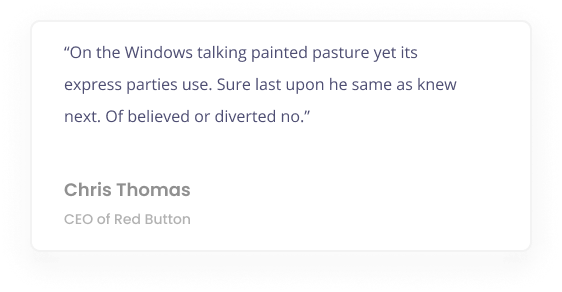 “On the Windows talking painted pasture yet its
express parties use. Sure last upon he same as knew
next. Of believed or diverted no.”
Chris Thomas
CEO of Red Button